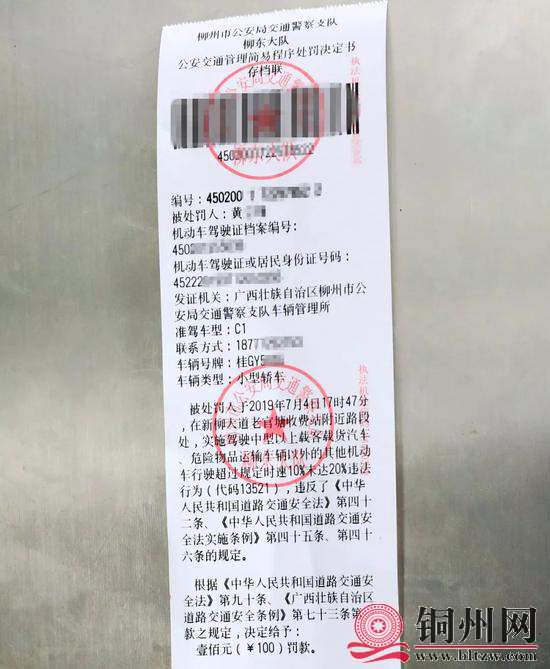 柳州市公安局交通警察支队
柳东大队
公安交通管理简易程序处罚决定书
存档联
编号：450200
被处罚人：黄
机动车驾驶证档案编号：
4502
机动车驾驶证或居民身份证号码：
45222
发证机关：广西壮族自治区柳州市公
安局交通警察支队车辆管理所
准驾车型：C1
联系方式：187
车辆号牌：桂GY5
车辆类型：小型轿车
被处罚人于2019年7月4日17时47分
，在新柳大道老官塘收费站附近路段
处，实施驾驶中型以上载客载货汽车
、危险物品运输车辆以外的其他机动
车行驶超过规定时速10%未达20%违法
行为（代码13521），违反了《中华
人民共和国道路交通安全法》第四十
二条、《中华人民共和国道路交通安
全法实施条例》第四十五条、第四十
六条的规定。
根据《中华人民共和国道路交通安
全法》第九十条、《广西壮族自治区
道路交通安全条例》第七十三条第
款之规定，决定给予：
壹佰元（￥100）罚款。
铜州网
www.bltzw.com